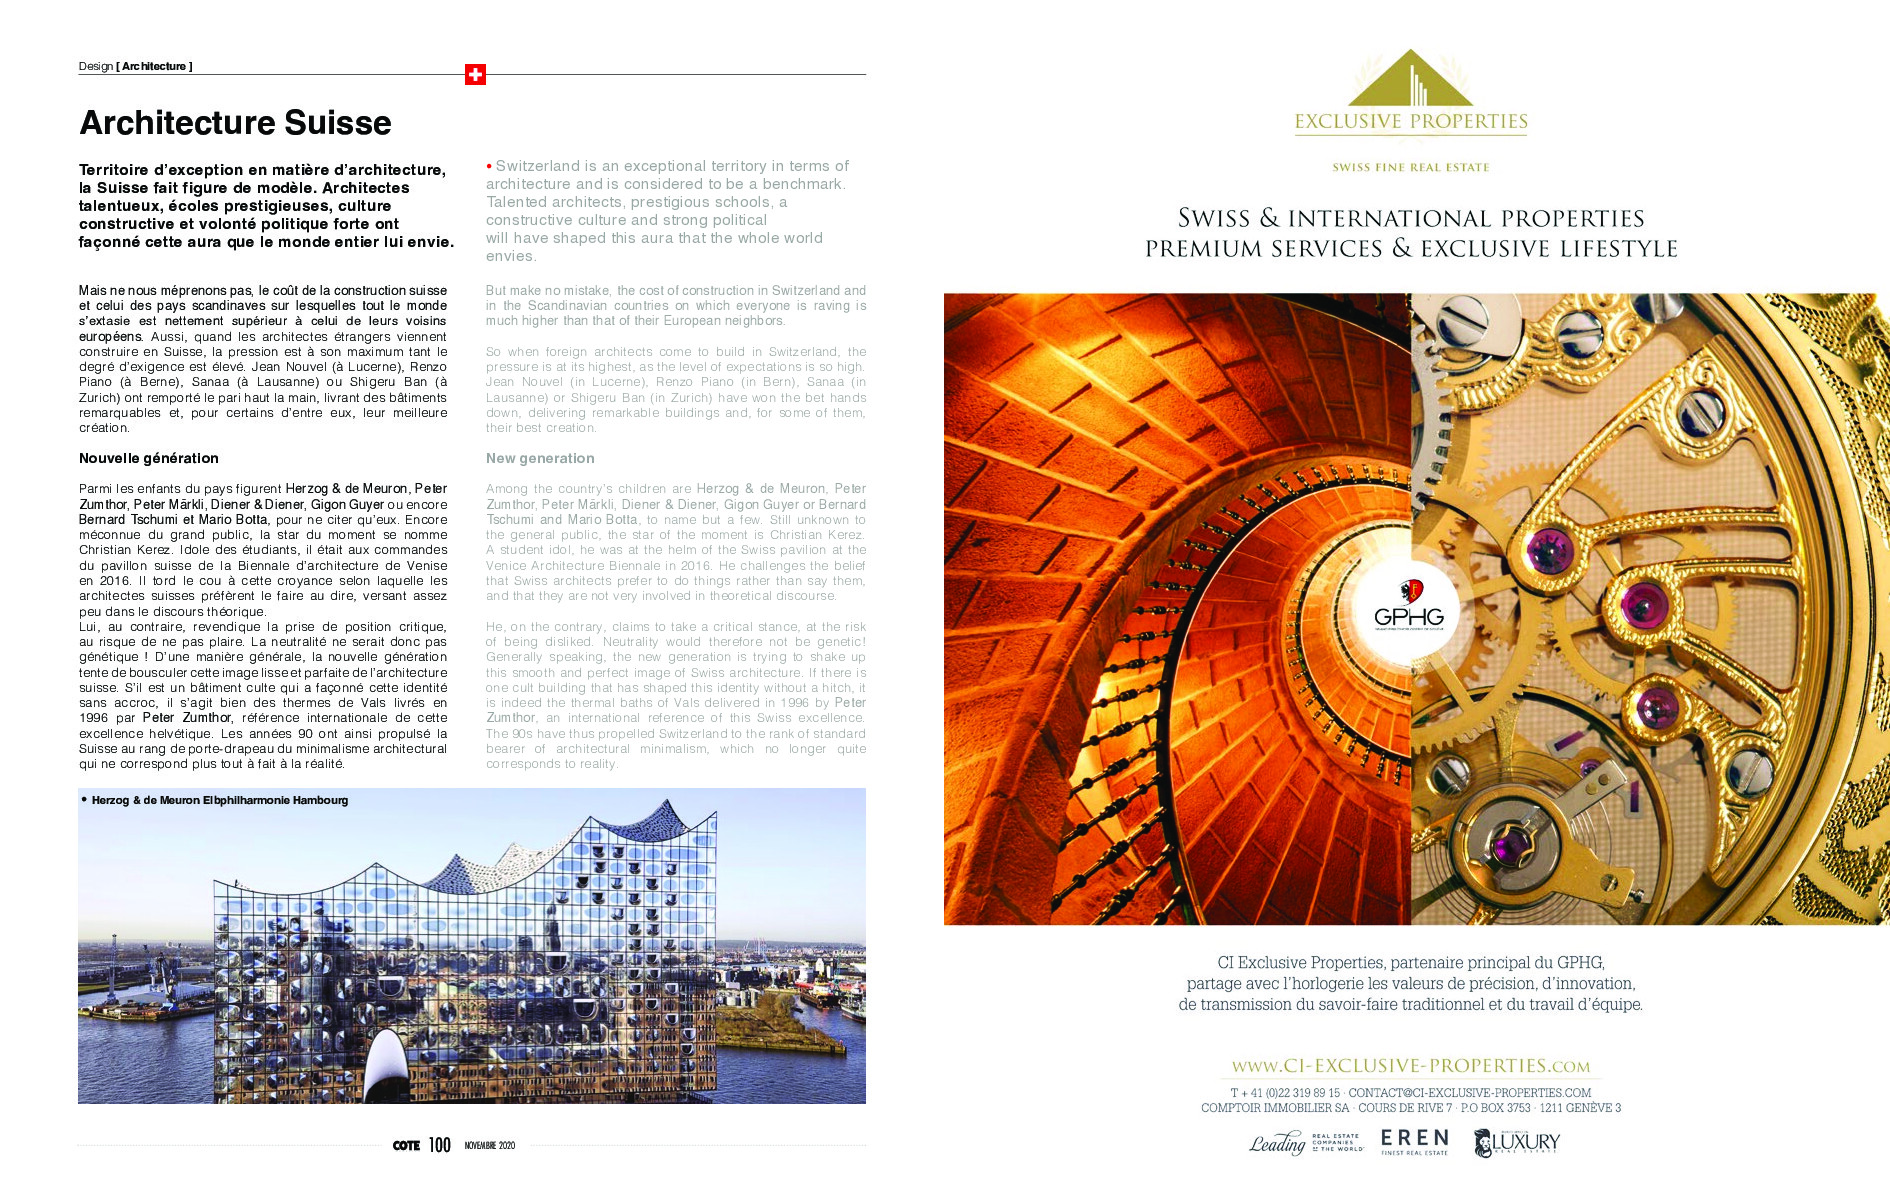 Design [ Architecture ]
Architecture Suisse
Territoire d'exception en matière d'architecture,
la Suisse fait figure de modèle. Architectes
talentueux, écoles prestigieuses, culture
constructive et volonté politique forte ont
façonné cette aura que le monde entier lui envie.
Mais ne nous méprenons pas, le coût de la construction suisse
et celui des pays scandinaves sur lesquelles tout le monde
s'extasie est nettement supérieur à celui de leurs voisins
européens. Aussi, quand les architectes étrangers viennent
construire en Suisse, la pression est à son maximum tant le
degré d'exigence est élevé. Jean Nouvel (à Lucerne), Renzo
Piano (à Berne), Sanaa (à Lausanne) ou Shigeru Ban (à
Zurich) ont remporté le pari haut la main, livrant des bâtiments
remarquables et, pour certains d'entre eux, leur meilleure
création.
Nouvelle génération
Parmi les enfants du pays figurent Herzog & de Meuron, Peter
Zumthor, Peter Märkli, Diener & Diener, Gigon Guyer ou encore
Bernard Tschumi et Mario Botta, pour ne citer qu'eux. Encore
méconnue du grand public, la star du moment se nomme
Christian Kerez. Idole des étudiants, il était aux commandes
du pavillon suisse de la Biennale d'architecture de Venise
en 2016. Il tord le cou à cette croyance selon laquelle les
architectes suisses préfèrent le faire au dire, versant assez
peu dans le discours théorique.
Lui, au contraire, revendique la prise de position critique,
au risque de ne pas plaire. La neutralité ne serait donc pas
génétique ! D'une manière générale, la nouvelle génération
tente de bousculer cette image lisse et parfaite de l'architecture
suisse. S'il est un bâtiment culte qui a façonné cette identité
sans accroc, il s'agit bien des thermes de Vals livrés en
1996 par Peter Zumthor, référence internationale de cette
excellence helvétique. Les années 90 ont ainsi propulsé la
Suisse au rang de porte-drapeau du minimalisme architectural
qui ne correspond plus tout à fait à la réalité.
• Switzerland is an exceptional territory in terms of
architecture and is considered to be a benchmark.
Talented architects, prestigious schools, a
constructive culture and strong political
will have shaped this aura that the whole world
envies.
But make no mistake, the cost of construction in Switzerland and
in the Scandinavian countries on which everyone is raving is
much higher than that of their European neighbors.
So when foreign architects come to build in Switzerland, the
pressure is at its highest, as the level of expectations is so high.
Jean Nouvel (in Lucerne), Renzo Piano (in Bern), Sanaa (in
Lausanne) or Shigeru Ban (in Zurich) have won the bet hands
down, delivering remarkable buildings and, for some of them,
their best creation.
New generation
Among the country's children are Herzog & de Meuron, Peter
Zumthor, Peter Märkli, Diener & Diener, Gigon Guyer or Bernard
Tschumi and Mario Botta, to name but a few. Still unknown to
the general public, the star of the moment is Christian Kerez.
A student idol, he was at the helm of the Swiss pavilion at the
Venice Architecture Biennale in 2016. He challenges the belief
that Swiss architects prefer to do things rather than say them,
and that they are not very involved in theoretical discourse.
He, on the contrary, claims to take a critical stance, at the risk
of being disliked. Neutrality would therefore not be genetic!
Generally speaking, the new generation is trying to shake up
this smooth and perfect image of Swiss architecture. If there is
one cult building that has shaped this identity without a hitch, it
is indeed the thermal baths of Vals delivered in 1996 by Peter
Zumthor, an international reference of this Swiss excellence.
The 90s have thus propelled Switzerland to the rank of standard
bearer of architectural minimalism, which no longer quite
corresponds to reality.
• Herzog & de Meuron Elbphilharmonie Hambourg
COTE 100 NOVEMBRE 2020
EXCLUSIVE PROPERTIES
SWISS FINE REAL ESTATE
SWISS & INTERNATIONAL PROPERTIES
PREMIUM SERVICES & EXCLUSIVE LIFESTYLE
GPHG
CI Exclusive Properties, partenaire principal du GPHG,
partage avec l'horlogerie les valeurs de précision, d'innovation,
de transmission du savoir-faire traditionnel et du travail d'équipe.
WWW.CI-EXCLUSIVE-PROPERTIES.COM
T + 41 (0)22 319 89 15 · CONTACT@CI-EXCLUSIVE-PROPERTIES.COM
COMPTOIR IMMOBILIER SA · COURS DE RIVE 7 · P.O BOX 3753 · 1211 GENÈVE 3
Leading REAL ESTATE COMPANIES OF THE WORLD
EREN
FINEST REAL ESTATE
LUXURY
REAL ESTATE